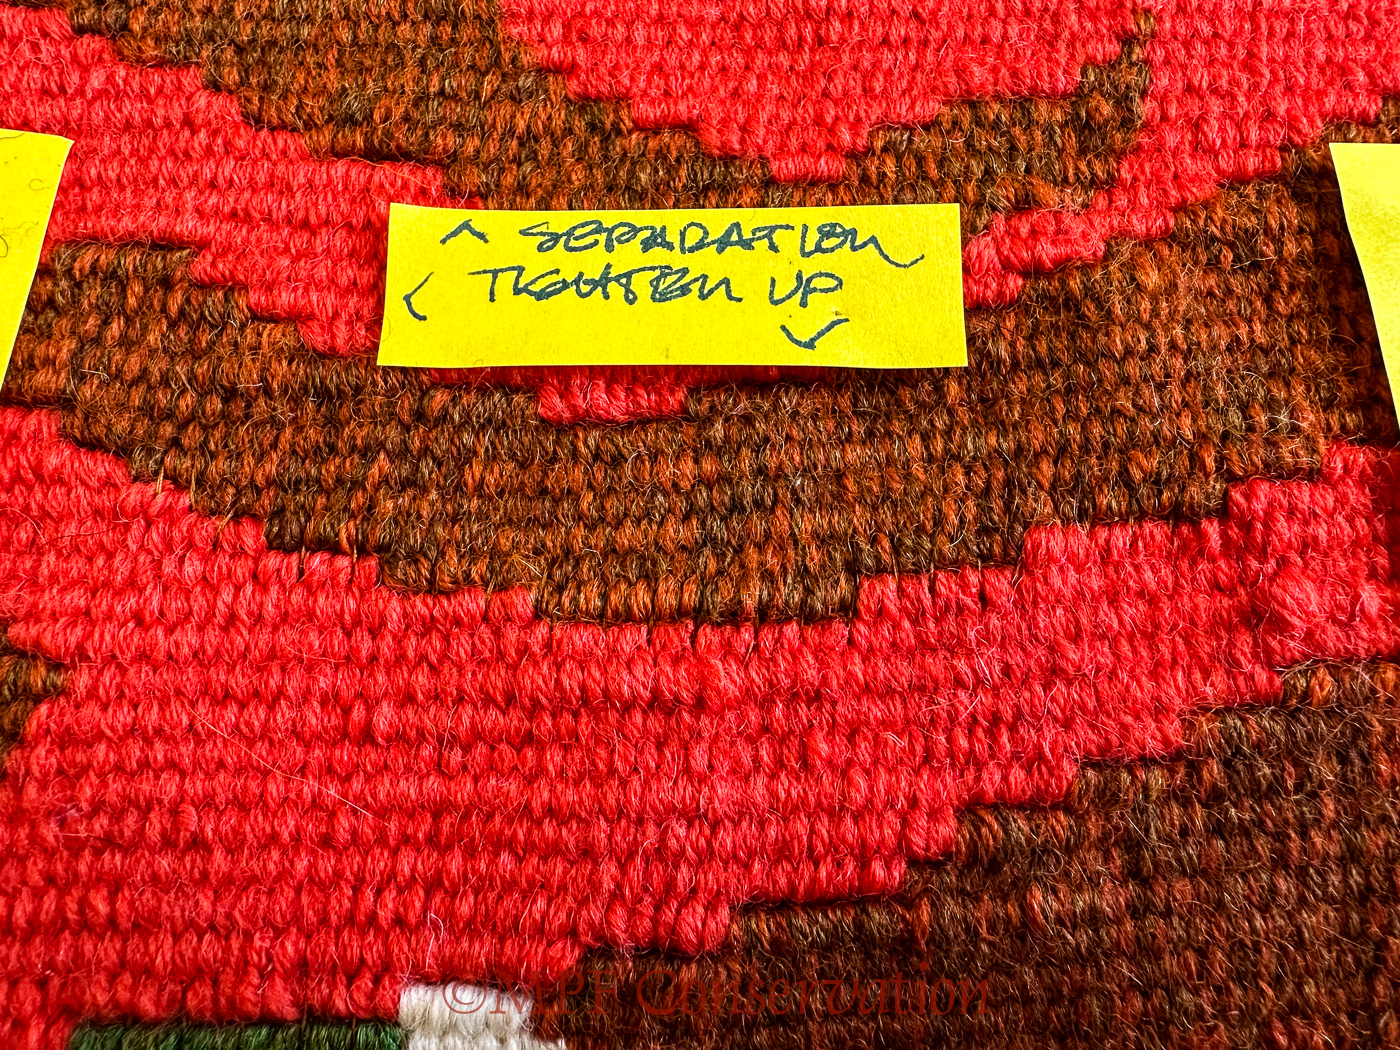 ^ SEPARATION
< TIGHTEN UP
©MPF Conservation